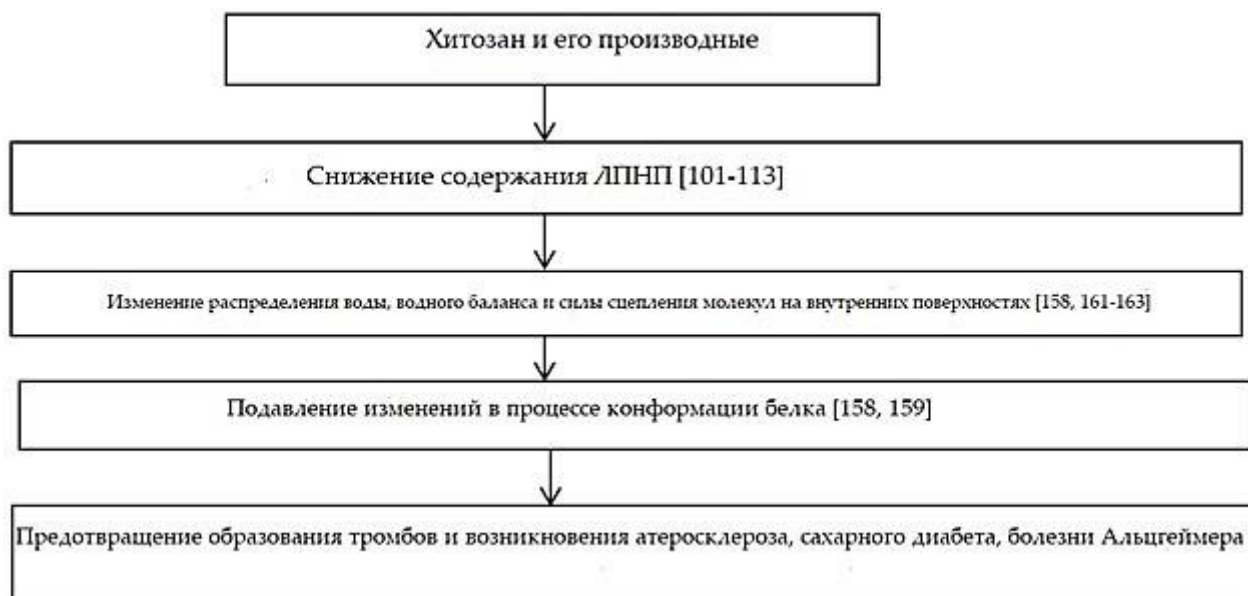 Хитозан и его производные
Снижение содержания ЛПНП [101-113]
Изменение распределения воды, водного баланса и силы сцепления молекул на внутренних поверхностях [158, 161-163]
Подавление изменений в процессе конформации белка [158, 159]
Предотвращение образования тромбов и возникновения атеросклероза, сахарного диабета, болезни Альцгеймера